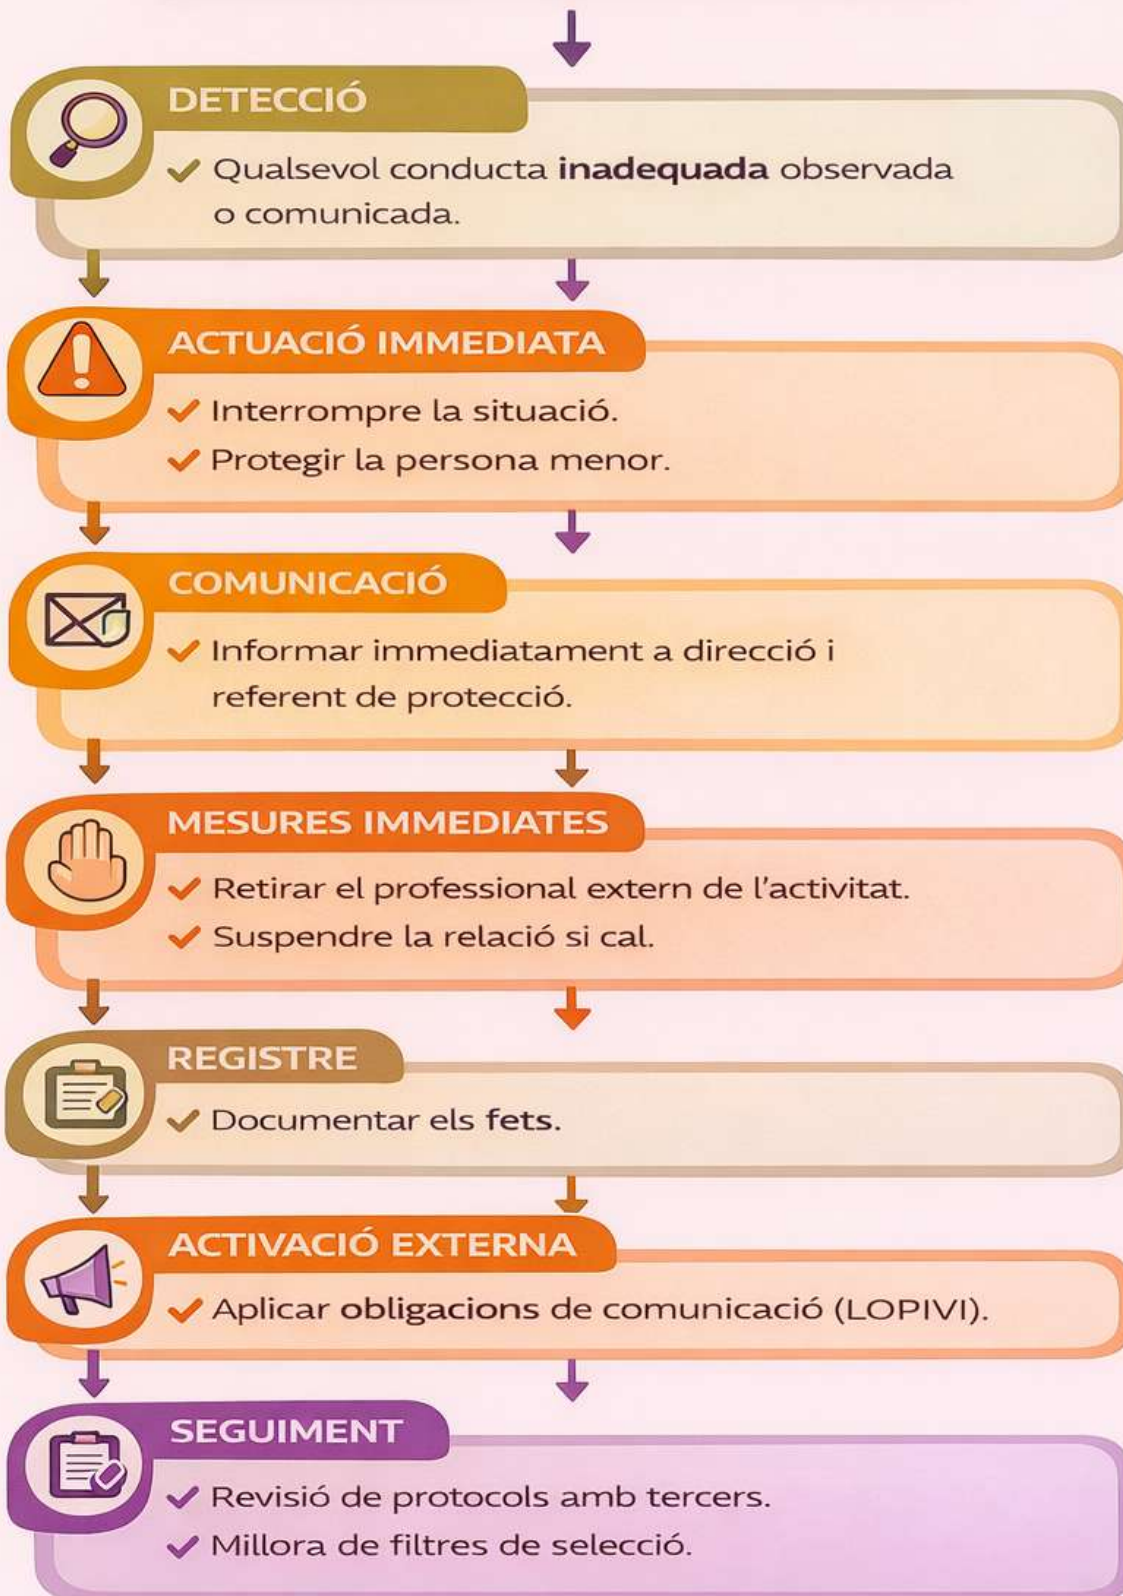 DETECCIÓ
Qualsevol conducta inadequada observada
o comunicada.
ACTUACIÓ IMMEDIATA
Interrompre la situació.
Protegir la persona menor.
COMUNICACIÓ
Informar immediatament a direcció i
referent de protecció.
MESURES IMMEDIATES
Retirar el professional extern de l'activitat.
Suspendre la relació si cal.
REGISTRE
Documentar els fets.
ACTIVACIÓ EXTERNA
Aplicar obligacions de comunicació (LOPIVI).
SEGUIMENT
Revisió de protocols amb tercers.
Millora de filtres de selecció.